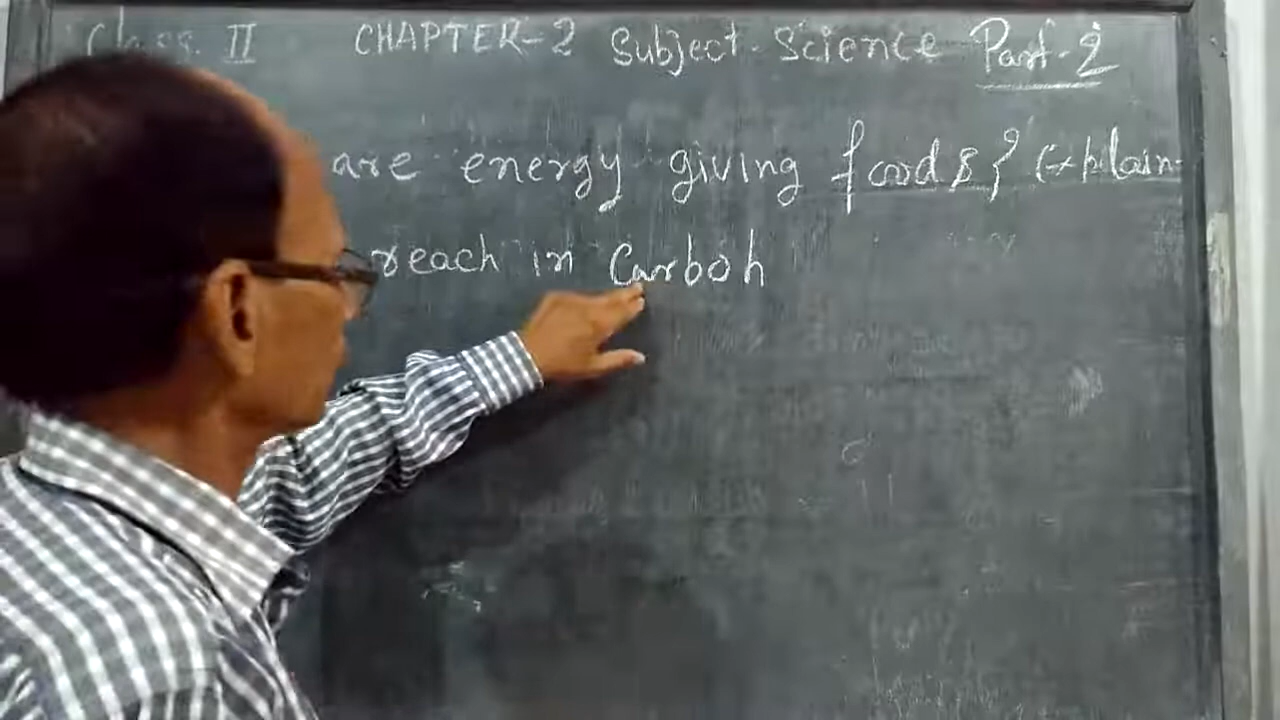 Class II CHAPTER-2 Subject-Science Part-2
are energy giving foods? Explain
reach in Carboh